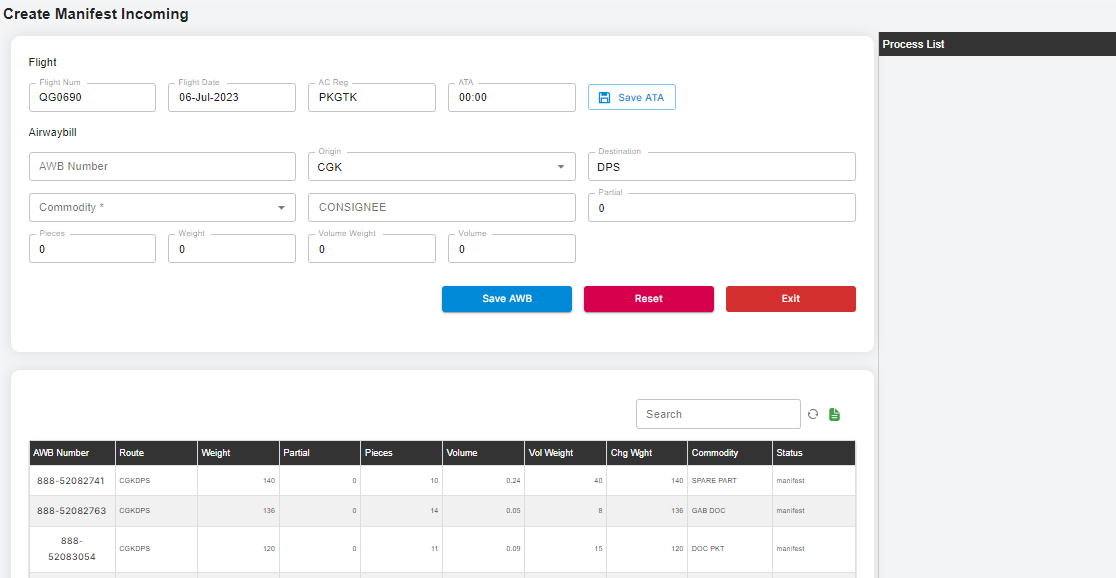 Create Manifest Incoming
Process List
Flight
Flight Num
Flight Date
AC Reg
ATA
QG0690
06-Jul-2023
PKGTK
00:00
Save ATA
Airwaybill
AWB Number
Origin
CGK
Destination
DPS
Commodity *
CONSIGNEE
Partial
0
Pieces
Weight
Volume Weight
Volume
0
0
0
0
Save AWB
Reset
Exit
Search
AWB Number Route Weight Partial Pieces Volume Vol Weight Chg Wght Commodity Status
888-52082741 CGKDPS 140 0 10 0.24 40 140 SPARE PART manifest
888-52082763 CGKDPS 136 0 14 0.05 8 136 GAB DOC manifest
888-
52083054 CGKDPS 120 0 11 0.09 15 120 DOC PKT manifest